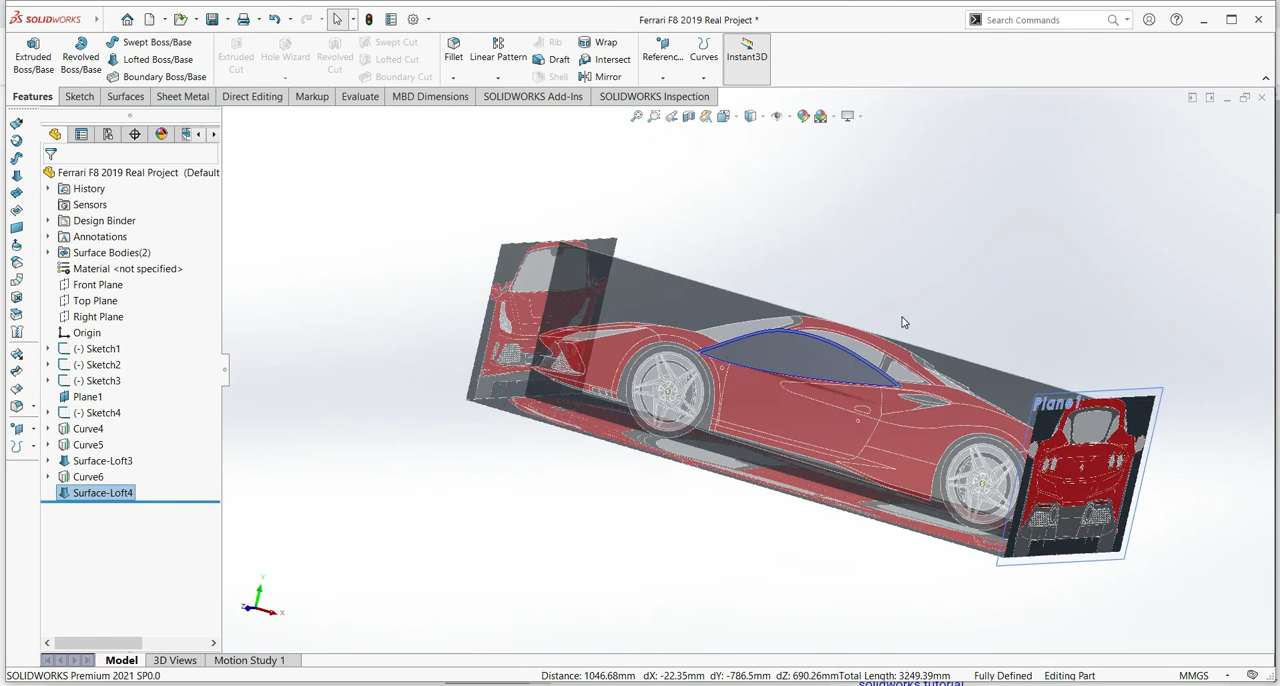 SOLIDWORKS
Ferrari F8 2019 Real Project *
Search Commands
Extruded Boss/Base
Revolved Boss/Base
Swept Boss/Base
Lofted Boss/Base
Boundary Boss/Base
Extruded Cut
Hole Wizard
Revolved Cut
Swept Cut
Lofted Cut
Boundary Cut
Fillet
Linear Pattern
Rib
Draft
Shell
Wrap
Intersect
Mirror
Referenc...
Curves
Instant3D
Features
Sketch
Surfaces
Sheet Metal
Direct Editing
Markup
Evaluate
MBD Dimensions
SOLIDWORKS Add-Ins
SOLIDWORKS Inspection
Ferrari F8 2019 Real Project (Default
History
Sensors
Design Binder
Annotations
Surface Bodies(2)
Material <not specified>
Front Plane
Top Plane
Right Plane
Origin
(-) Sketch1
(-) Sketch2
(-) Sketch3
Plane1
(-) Sketch4
Curve4
Curve5
Surface-Loft3
Curve6
Surface-Loft4
Plane1
Y
Z
X
Model
3D Views
Motion Study 1
SOLIDWORKS Premium 2021 SP0.0
Distance: 1046.68mm dX: -22.35mm dY: -786.5mm dZ: 690.26mmTotal Length: 3249.39mm
Fully Defined
Editing Part
MMGS
solidworks tutorial